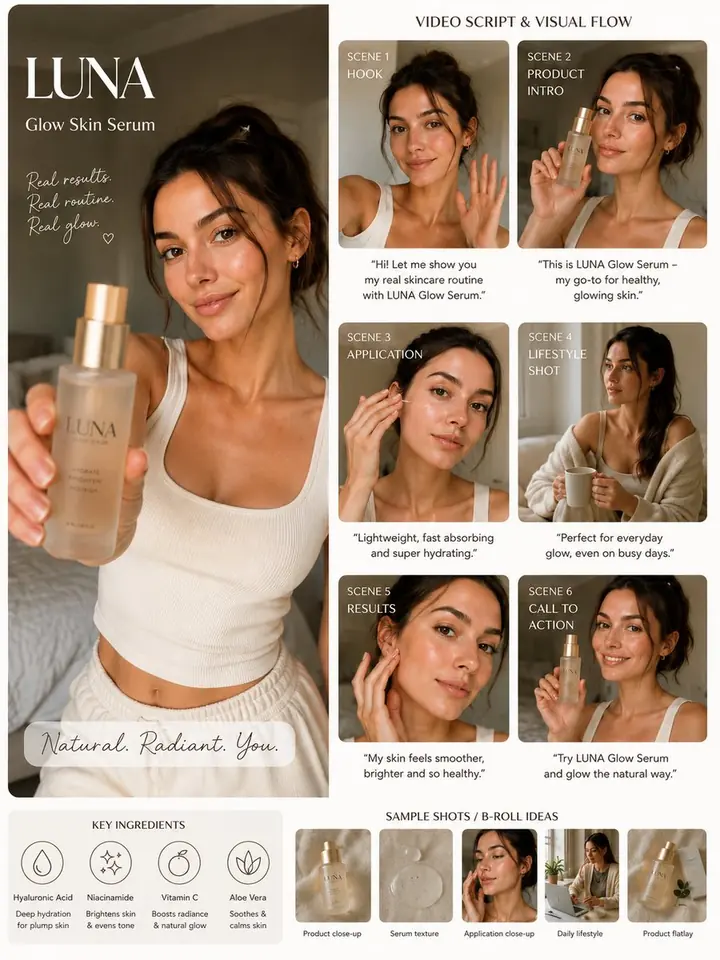 LUNA
Glow Skin Serum
Real results.
Real routine.
Real glow.
LUNA
Natural. Radiant. You.
VIDEO SCRIPT & VISUAL FLOW
SCENE 1
HOOK
"Hi! Let me show you
my real skincare routine
with LUNA Glow Serum."
SCENE 2
PRODUCT
INTRO
LUNA
"This is LUNA Glow Serum –
my go-to for healthy,
glowing skin."
SCENE 3
APPLICATION
"Lightweight, fast absorbing
and super hydrating."
SCENE 4
LIFESTYLE
SHOT
"Perfect for everyday
glow, even on busy days."
SCENE 5
RESULTS
"My skin feels smoother,
brighter and so healthy."
SCENE 6
CALL TO
ACTION
LUNA
"Try LUNA Glow Serum
and glow the natural way."
KEY INGREDIENTS
Hyaluronic Acid
Deep hydration
for plump skin
Niacinamide
Brightens skin
& evens tone
Vitamin C
Boosts radiance
& natural glow
Aloe Vera
Soothes &
calms skin
SAMPLE SHOTS / B-ROLL IDEAS
LUNA
Product close-up
Serum texture
Application close-up
Daily lifestyle
LUNA
Product flatlay